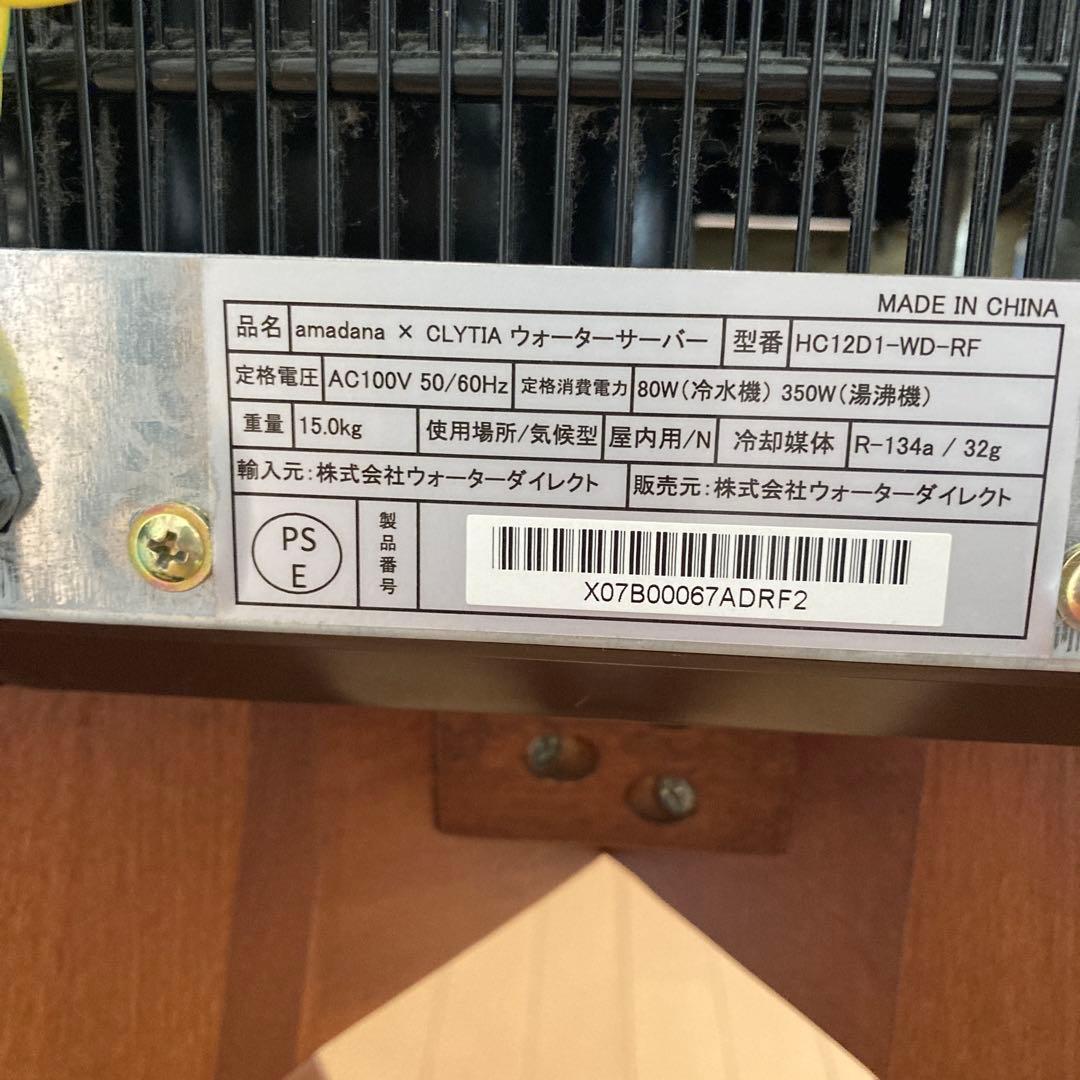 MADE IN CHINA
品名 amadana × CLYTIA ウォーターサーバー 型番 HC12D1-WD-RF
定格電圧 AC100V 50/60Hz 定格消費電力 80W(冷水機) 350W(湯沸機)
重量 15.0kg 使用場所/気候型 屋内用/N 冷却媒体 R-134a / 32g
輸入元:株式会社ウォーターダイレクト 販売元:株式会社ウォーターダイレクト
PS
E
製品番号
X07B00067ADRF2